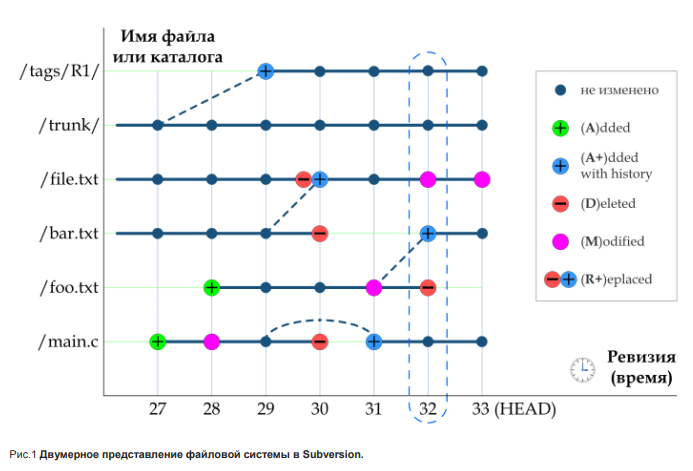 Имя файла
или каталога
/tags/R1/
/trunk/
/file.txt
/bar.txt
/foo.txt
/main.c
не изменено
(A)dded
(A+)dded
with history
(D)eleted
(M)odified
(R+)eplaced
Ревизия
(время)
27 28 29 30 31 32 33 (HEAD)
Рис.1 Двумерное представление файловой системы в Subversion.